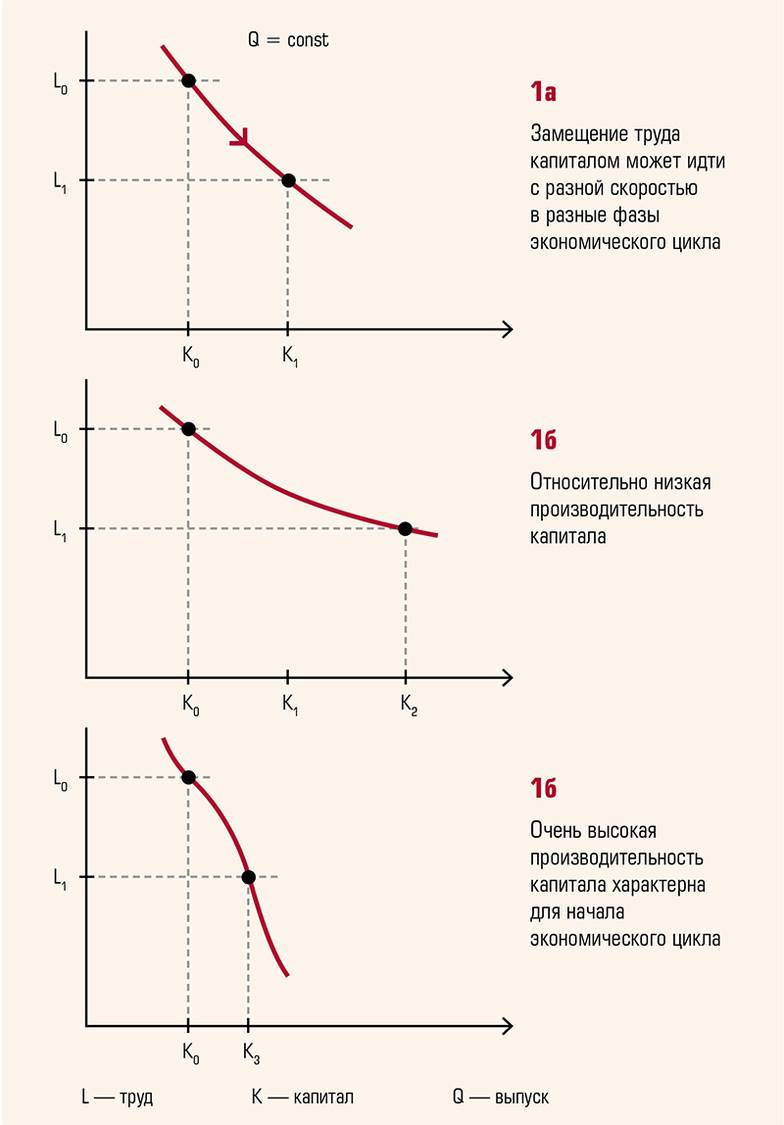 Q = const
L₀
L₁
K₀ K₁
1а
Замещение труда
капиталом может идти
с разной скоростью
в разные фазы
экономического цикла
L₀
L₁
K₀ K₁ K₂
1б
Относительно низкая
производительность
капитала
L₀
L₁
K₀ K₃
1б
Очень высокая
производительность
капитала характерна
для начала
экономического цикла
L — труд K — капитал Q — выпуск